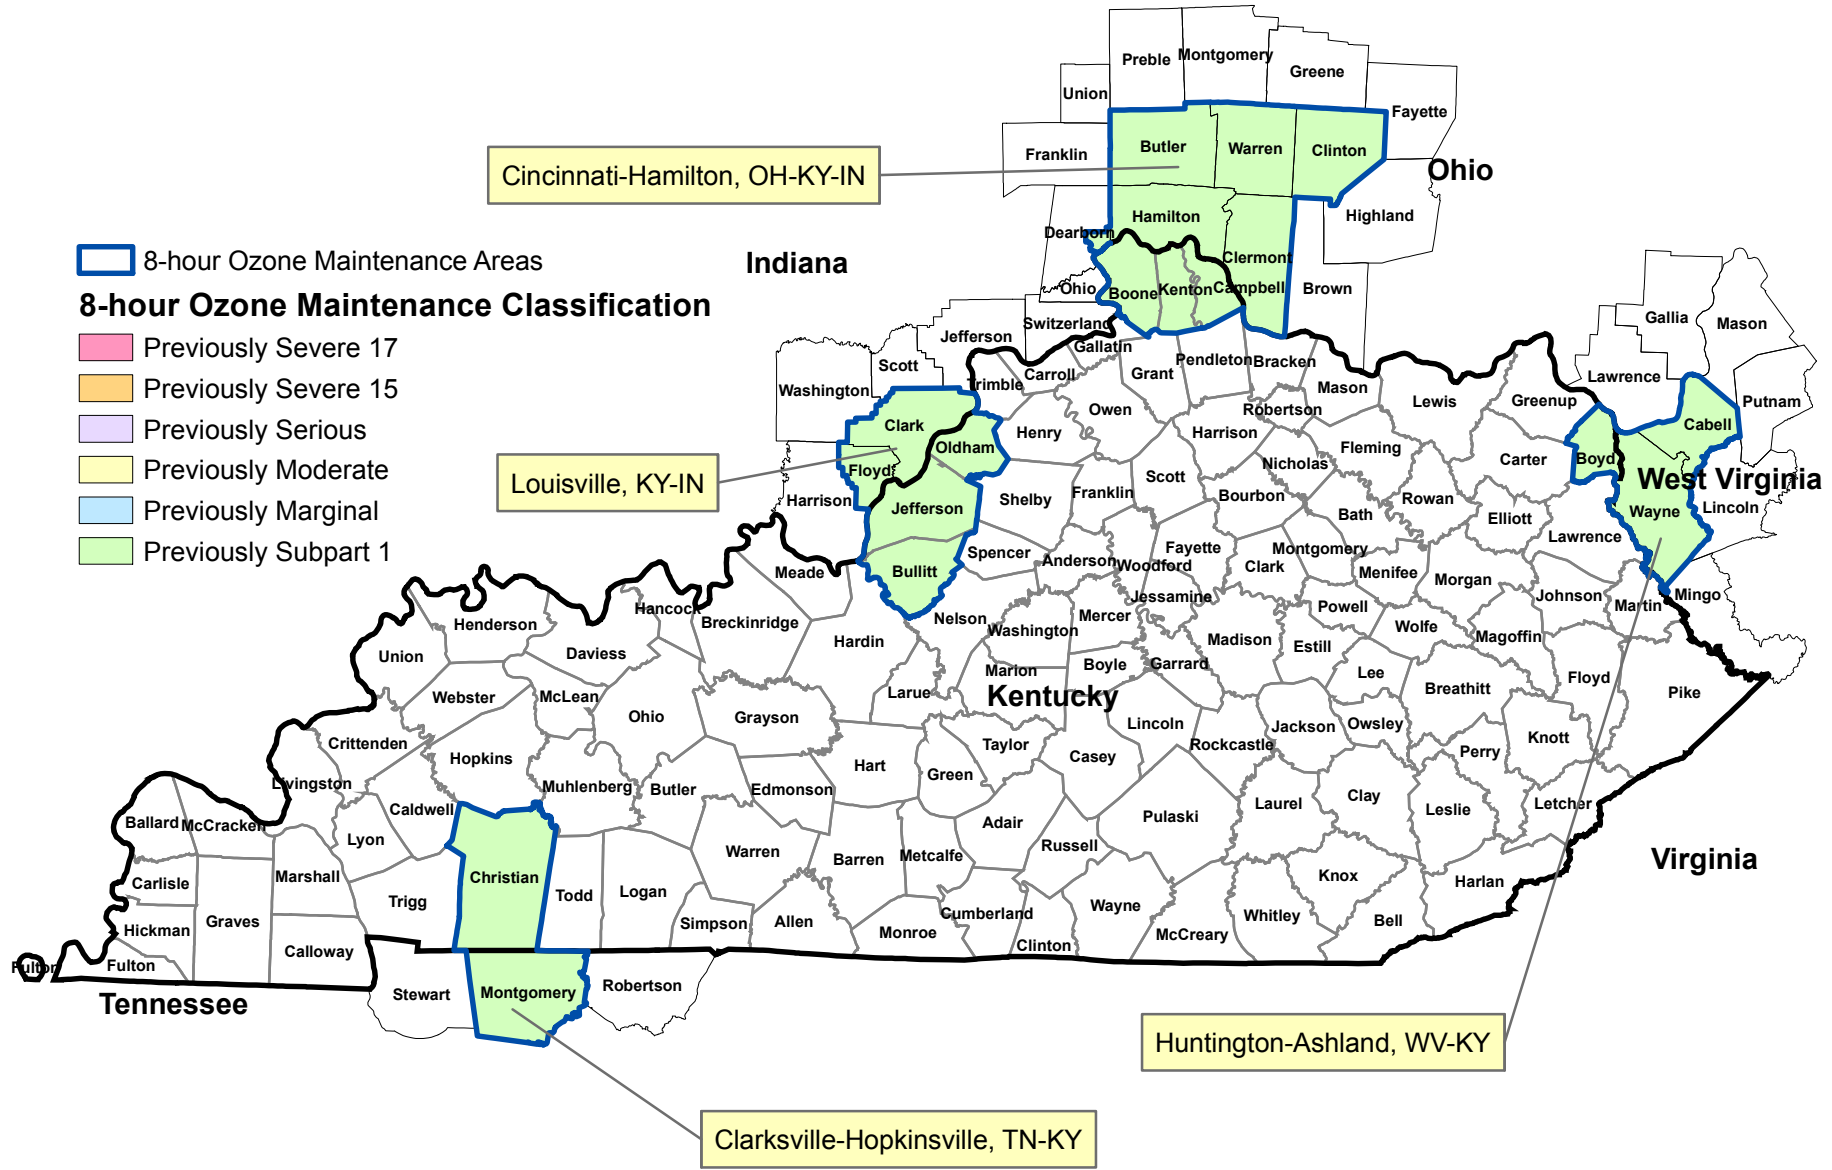 Preble
Montgomery
Greene
Union
Fayette
Butler
Warren
Clinton
Franklin
Ohio
Cincinnati-Hamilton, OH-KY-IN
Hamilton
Highland
Dearborn
Indiana
Clermont
8-hour Ozone Maintenance Areas
8-hour Ozone Maintenance Classification
Previously Severe 17
Previously Severe 15
Previously Serious
Previously Moderate
Previously Marginal
Previously Subpart 1
Ohio
Boone
Kenton
Campbell
Brown
Gallia
Mason
Switzerland
Jefferson
Gallatin
Scott
Pendleton
Bracken
Washington
Trimble
Carroll
Grant
Mason
Lawrence
Lewis
Greenup
Putnam
Owen
Robertson
Clark
Henry
Harrison
Cabell
Oldham
Fleming
Carter
Boyd
Floyd
Nicholas
Scott
West Virginia
Louisville, KY-IN
Harrison
Shelby
Franklin
Bourbon
Rowan
Jefferson
Bath
Elliott
Wayne
Lincoln
Lawrence
Spencer
Anderson
Woodford
Fayette
Clark
Montgomery
Menifee
Morgan
Meade
Bullitt
Johnson
Martin
Mingo
Hancock
Jessamine
Powell
Henderson
Breckinridge
Nelson
Washington
Mercer
Wolfe
Magoffin
Daviess
Hardin
Madison
Estill
Union
Marion
Boyle
Garrard
Lee
Floyd
Breathitt
Pike
Webster
McLean
Larue
Kentucky
Ohio
Grayson
Lincoln
Jackson
Owsley
Knott
Crittenden
Taylor
Rockcastle
Perry
Hopkins
Casey
Hart
Green
Livingston
Muhlenberg
Butler
Edmonson
Caldwell
Laurel
Clay
Leslie
Letcher
Ballard
McCracken
Adair
Pulaski
Lyon
Russell
Warren
Barren
Metcalfe
Virginia
Marshall
Christian
Knox
Harlan
Carlisle
Todd
Logan
Trigg
Wayne
Cumberland
Whitley
Bell
Graves
Simpson
Allen
Hickman
Monroe
McCreary
Clinton
Calloway
Fulton
Fulton
Stewart
Montgomery
Robertson
Tennessee
Huntington-Ashland, WV-KY
Clarksville-Hopkinsville, TN-KY